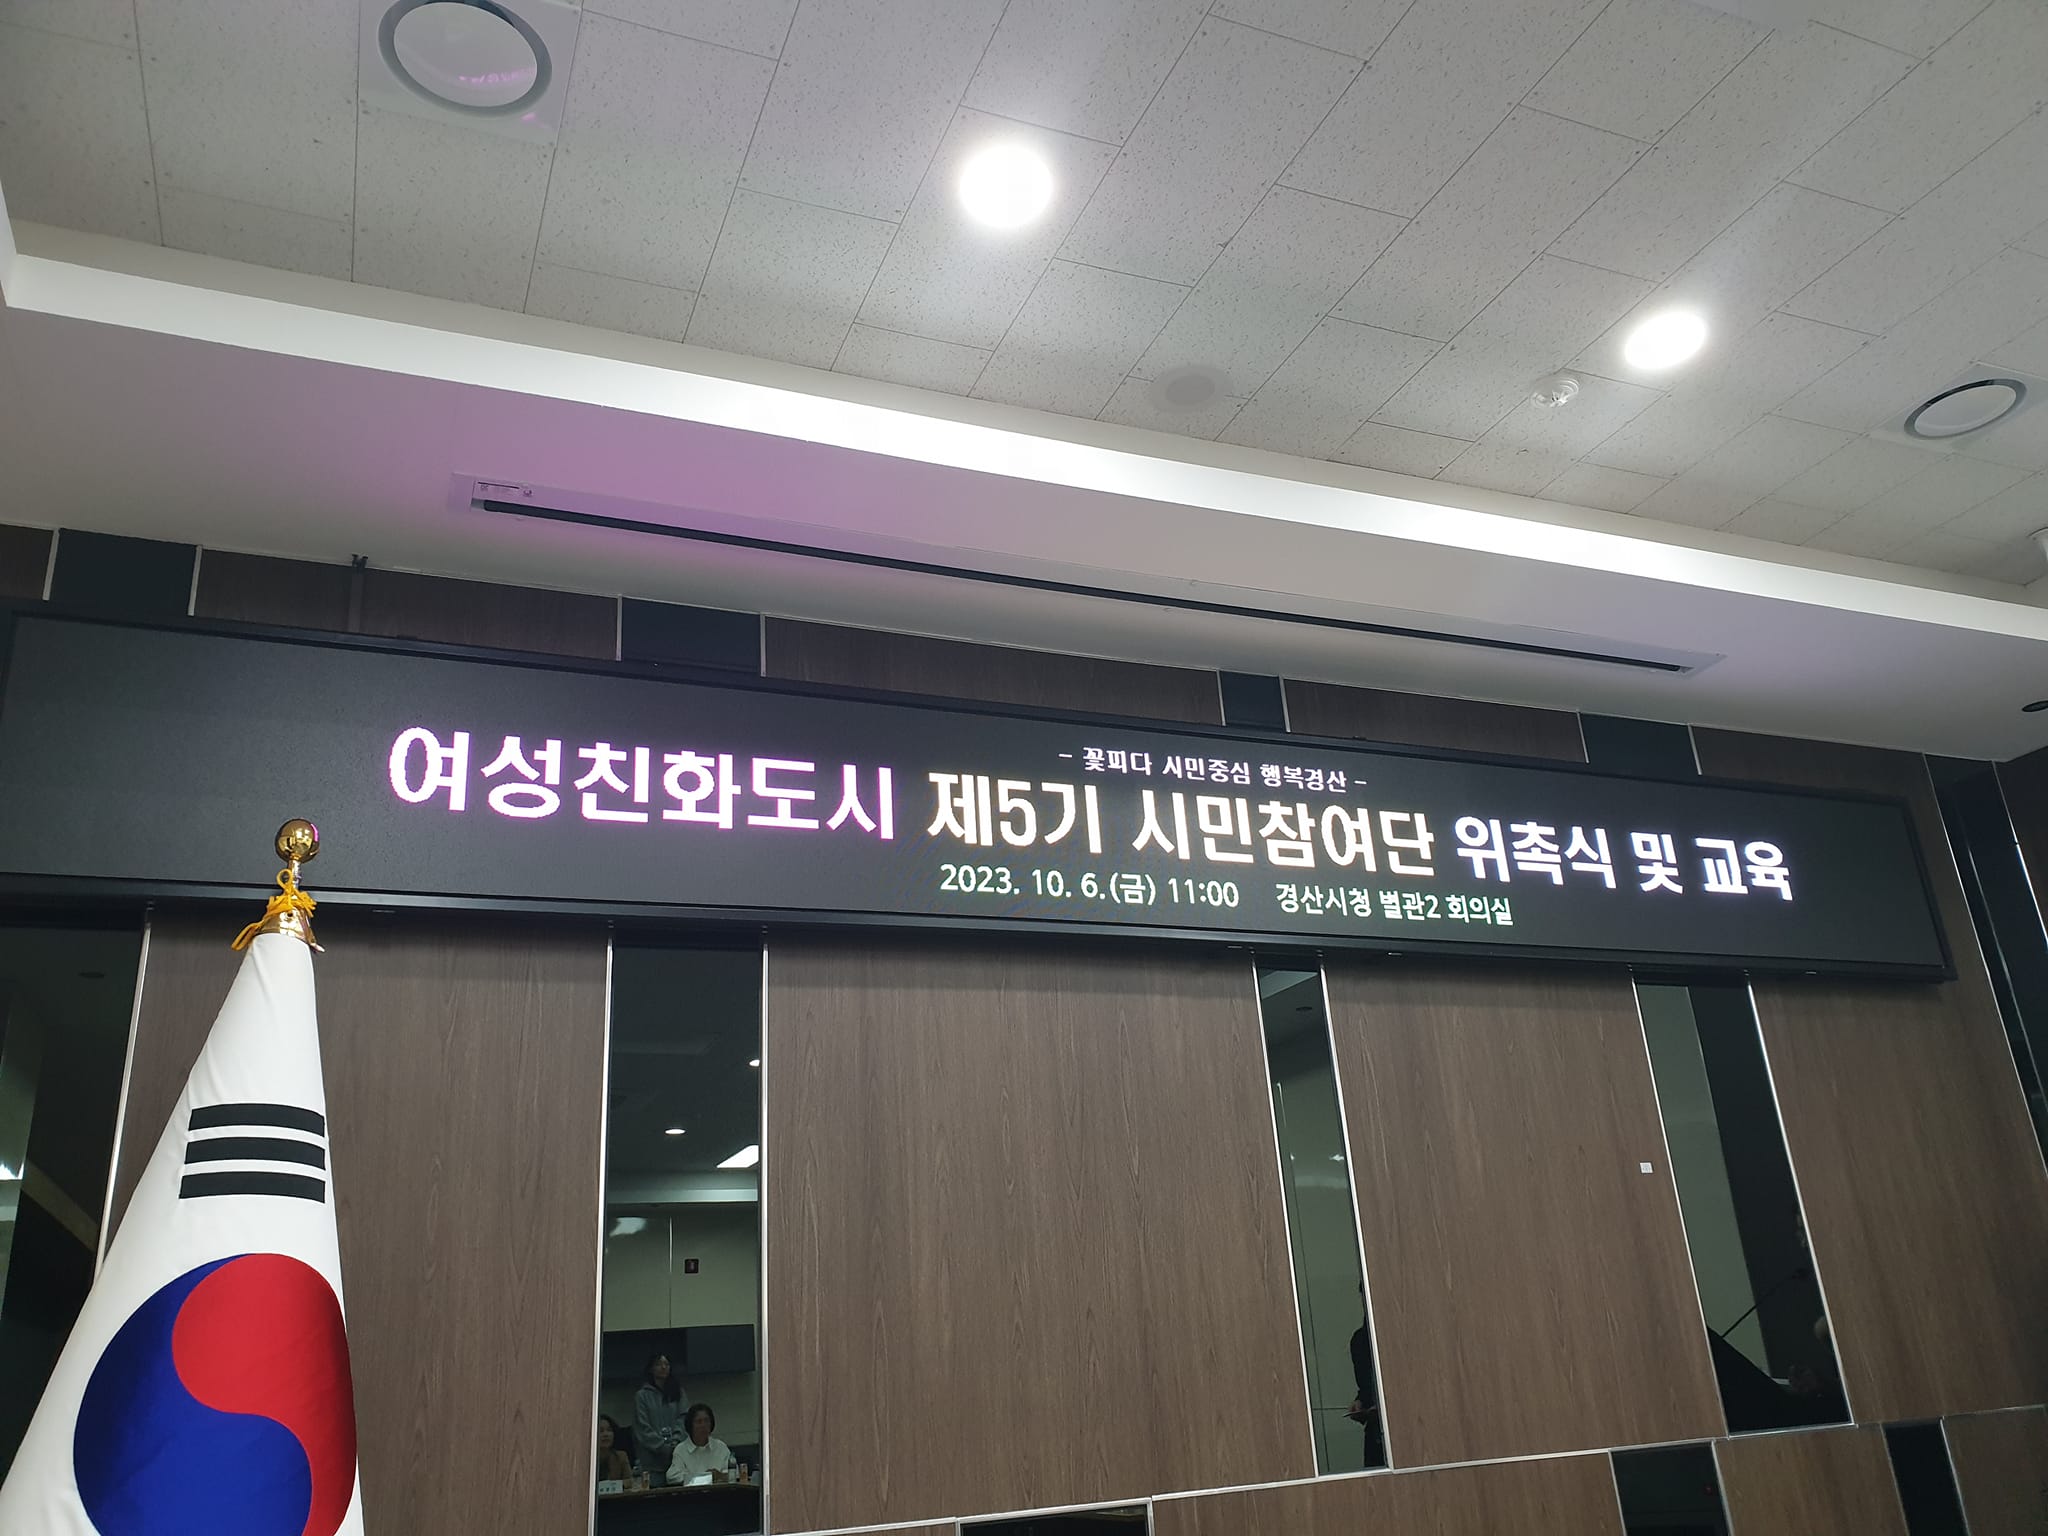 - 꽃피다 시민중심 행복경산 -
여성친화도시 제5기 시민참여단 위촉식 및 교육
2023. 10. 6.(금) 11:00 경산시청 별관2 회의실